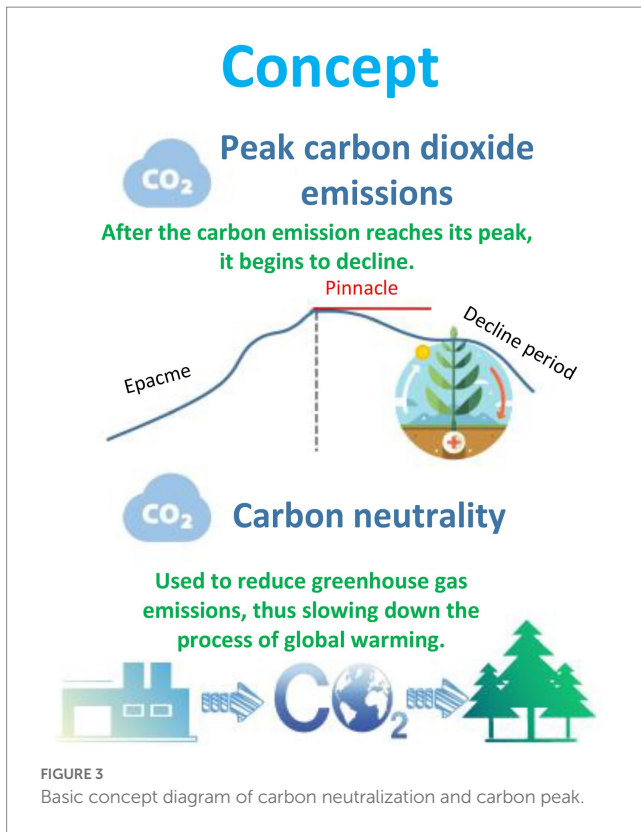 Concept
CO2
Peak carbon dioxide
emissions
After the carbon emission reaches its peak,
it begins to decline.
Pinnacle
Epacme
Decline period
CO2
Carbon neutrality
Used to reduce greenhouse gas
emissions, thus slowing down the
process of global warming.
CO2
FIGURE 3
Basic concept diagram of carbon neutralization and carbon peak.